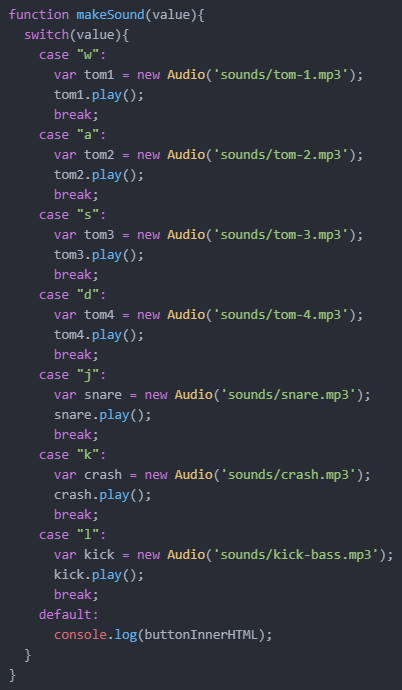 function makeSound(value){
  switch(value){
    case "w":
      var tom1 = new Audio('sounds/tom-1.mp3');
      tom1.play();
      break;
    case "a":
      var tom2 = new Audio('sounds/tom-2.mp3');
      tom2.play();
      break;
    case "s":
      var tom3 = new Audio('sounds/tom-3.mp3');
      tom3.play();
      break;
    case "d":
      var tom4 = new Audio('sounds/tom-4.mp3');
      tom4.play();
      break;
    case "j":
      var snare = new Audio('sounds/snare.mp3');
      snare.play();
      break;
    case "k":
      var crash = new Audio('sounds/crash.mp3');
      crash.play();
      break;
    case "l":
      var kick = new Audio('sounds/kick-bass.mp3');
      kick.play();
      break;
    default:
      console.log(buttonInnerHTML);
  }
}